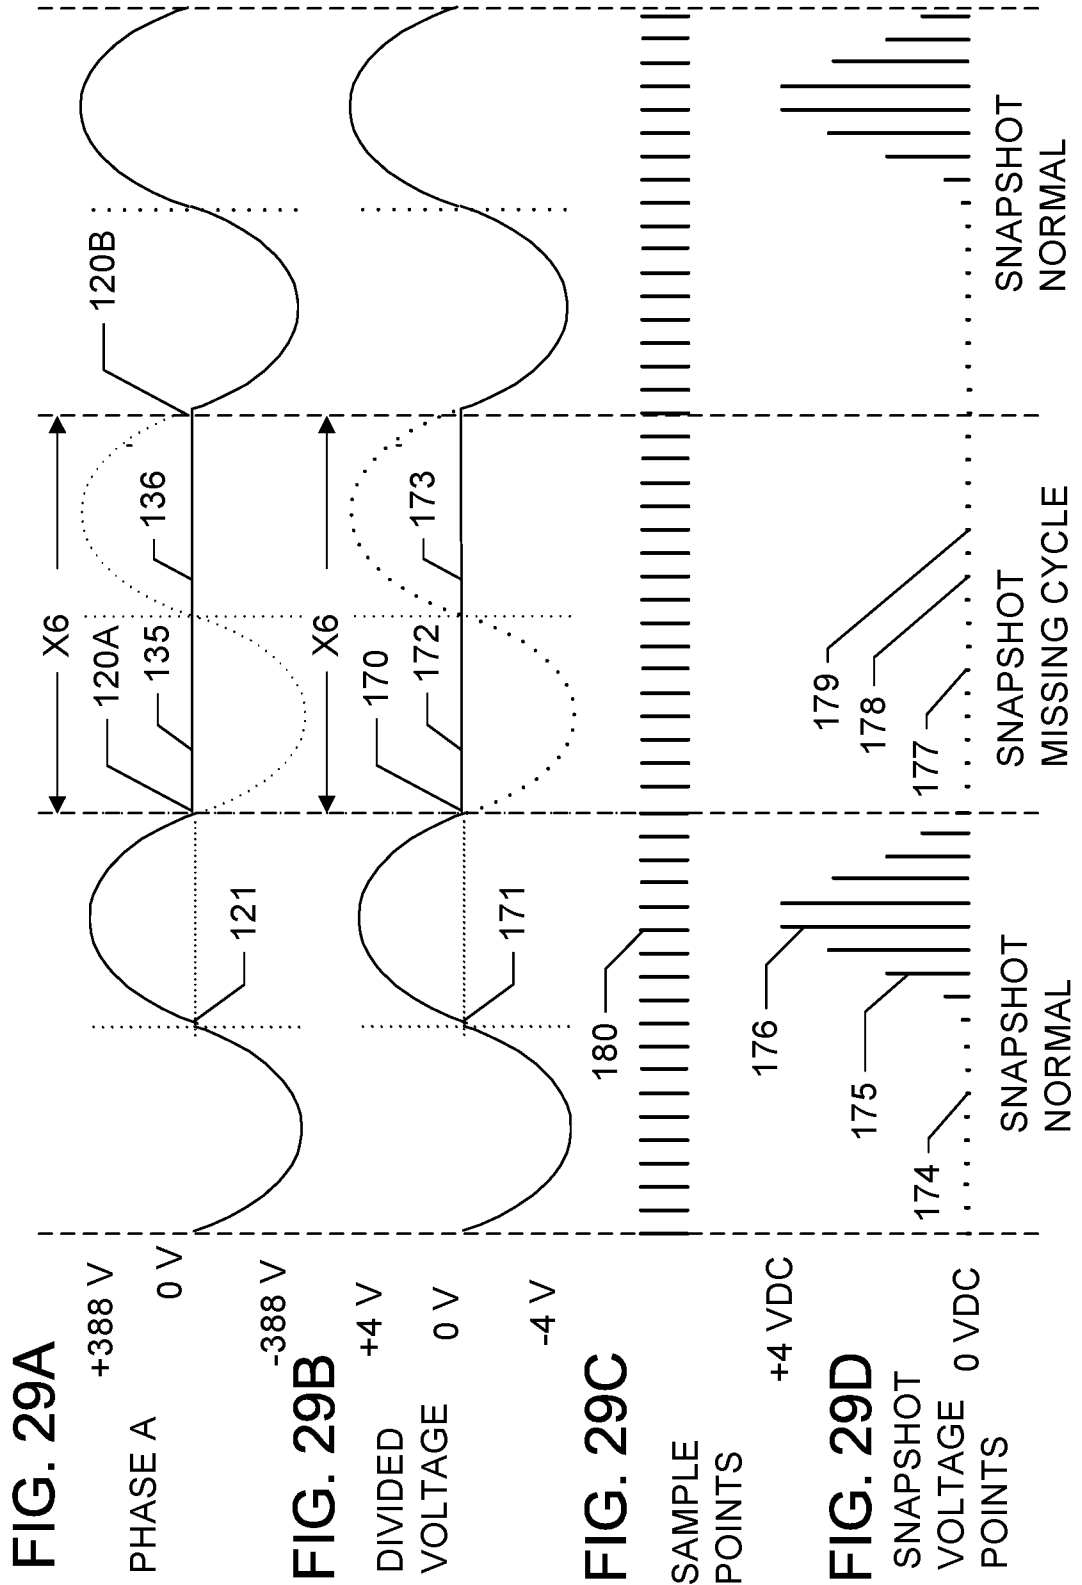 FIG. 29A
PHASE A
+388 V
0 V
-388 V
121
120A
135
X6
136
120B
FIG. 29B
DIVIDED
VOLTAGE
+4 V
0 V
-4 V
171
170
172
X6
173
FIG. 29C
SAMPLE
POINTS
180
FIG. 29D
SNAPSHOT
VOLTAGE
POINTS
+4 VDC
0 VDC
174
175
176
177
178
179
SNAPSHOT
NORMAL
SNAPSHOT
MISSING CYCLE
SNAPSHOT
NORMAL